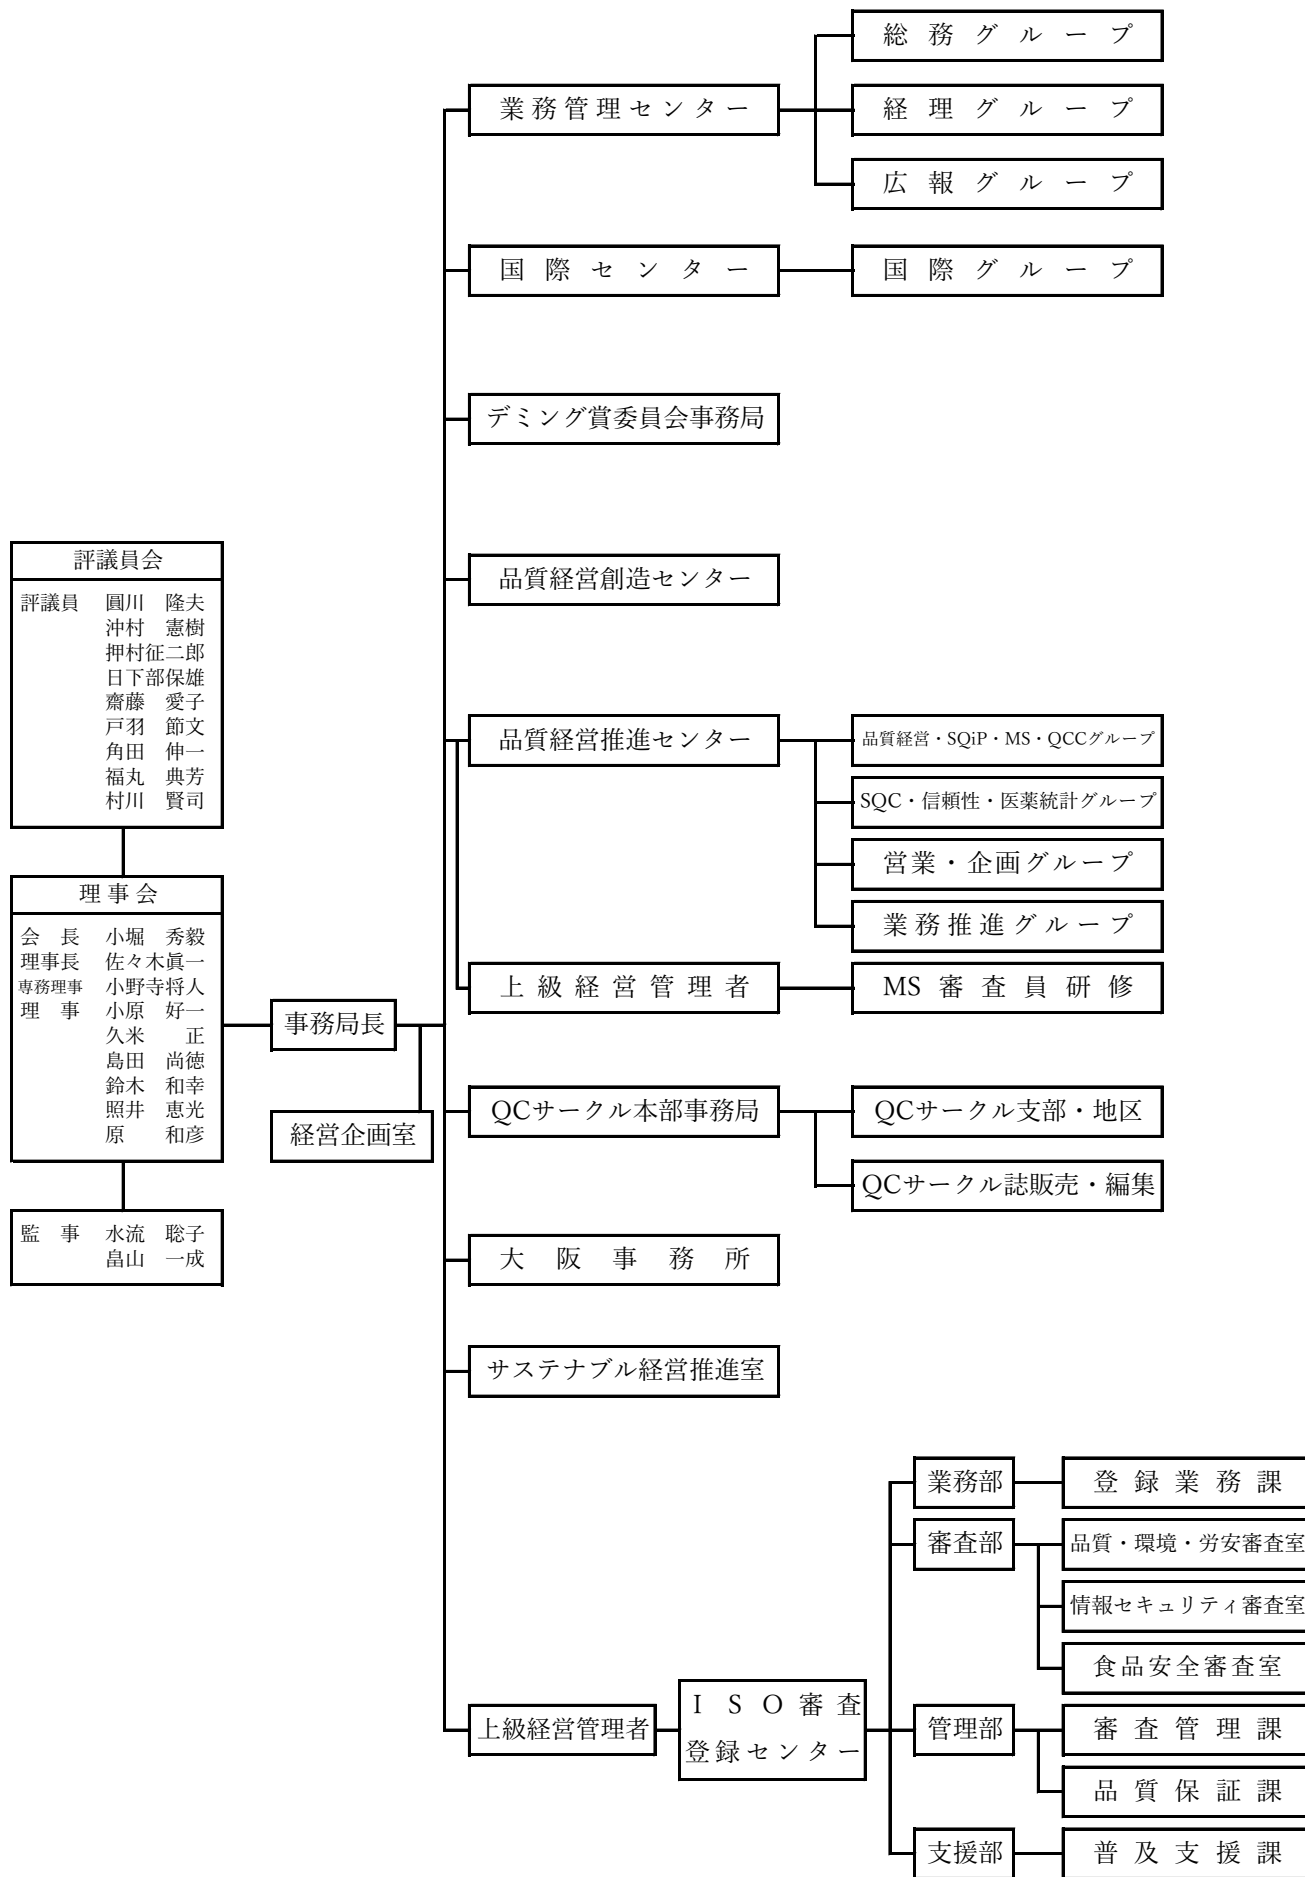 総務グループ
業務管理センター
経理グループ
広報グループ
国際センター
国際グループ
デミング賞委員会事務局
品質経営創造センター
評議員会
評議員 圓川 隆夫
沖村 憲樹
押村征二郎
日下部保雄
齋藤 愛子
戸羽 節文
角田 伸一
福丸 典芳
村川 賢司
理事会
会長 小堀 秀毅
理事長 佐々木眞一
専務理事 小野寺将人
理事 小原 好一
久米 正
島田 尚徳
鈴木 和幸
照井 恵光
原 和彦
監事 水流 聡子
畠山 一成
事務局長
経営企画室
品質経営推進センター
品質経営・SQiP・MS・QCCグループ
SQC・信頼性・医薬統計グループ
営業・企画グループ
業務推進グループ
上級経営管理者
MS審査員研修
QCサークル本部事務局
QCサークル支部・地区
QCサークル誌販売・編集
大阪事務所
サステナブル経営推進室
上級経営管理者
ISO審査
登録センター
業務部
登録業務課
審査部
品質・環境・労安審査室
情報セキュリティ審査室
食品安全審査室
管理部
審査管理課
品質保証課
支援部
普及支援課